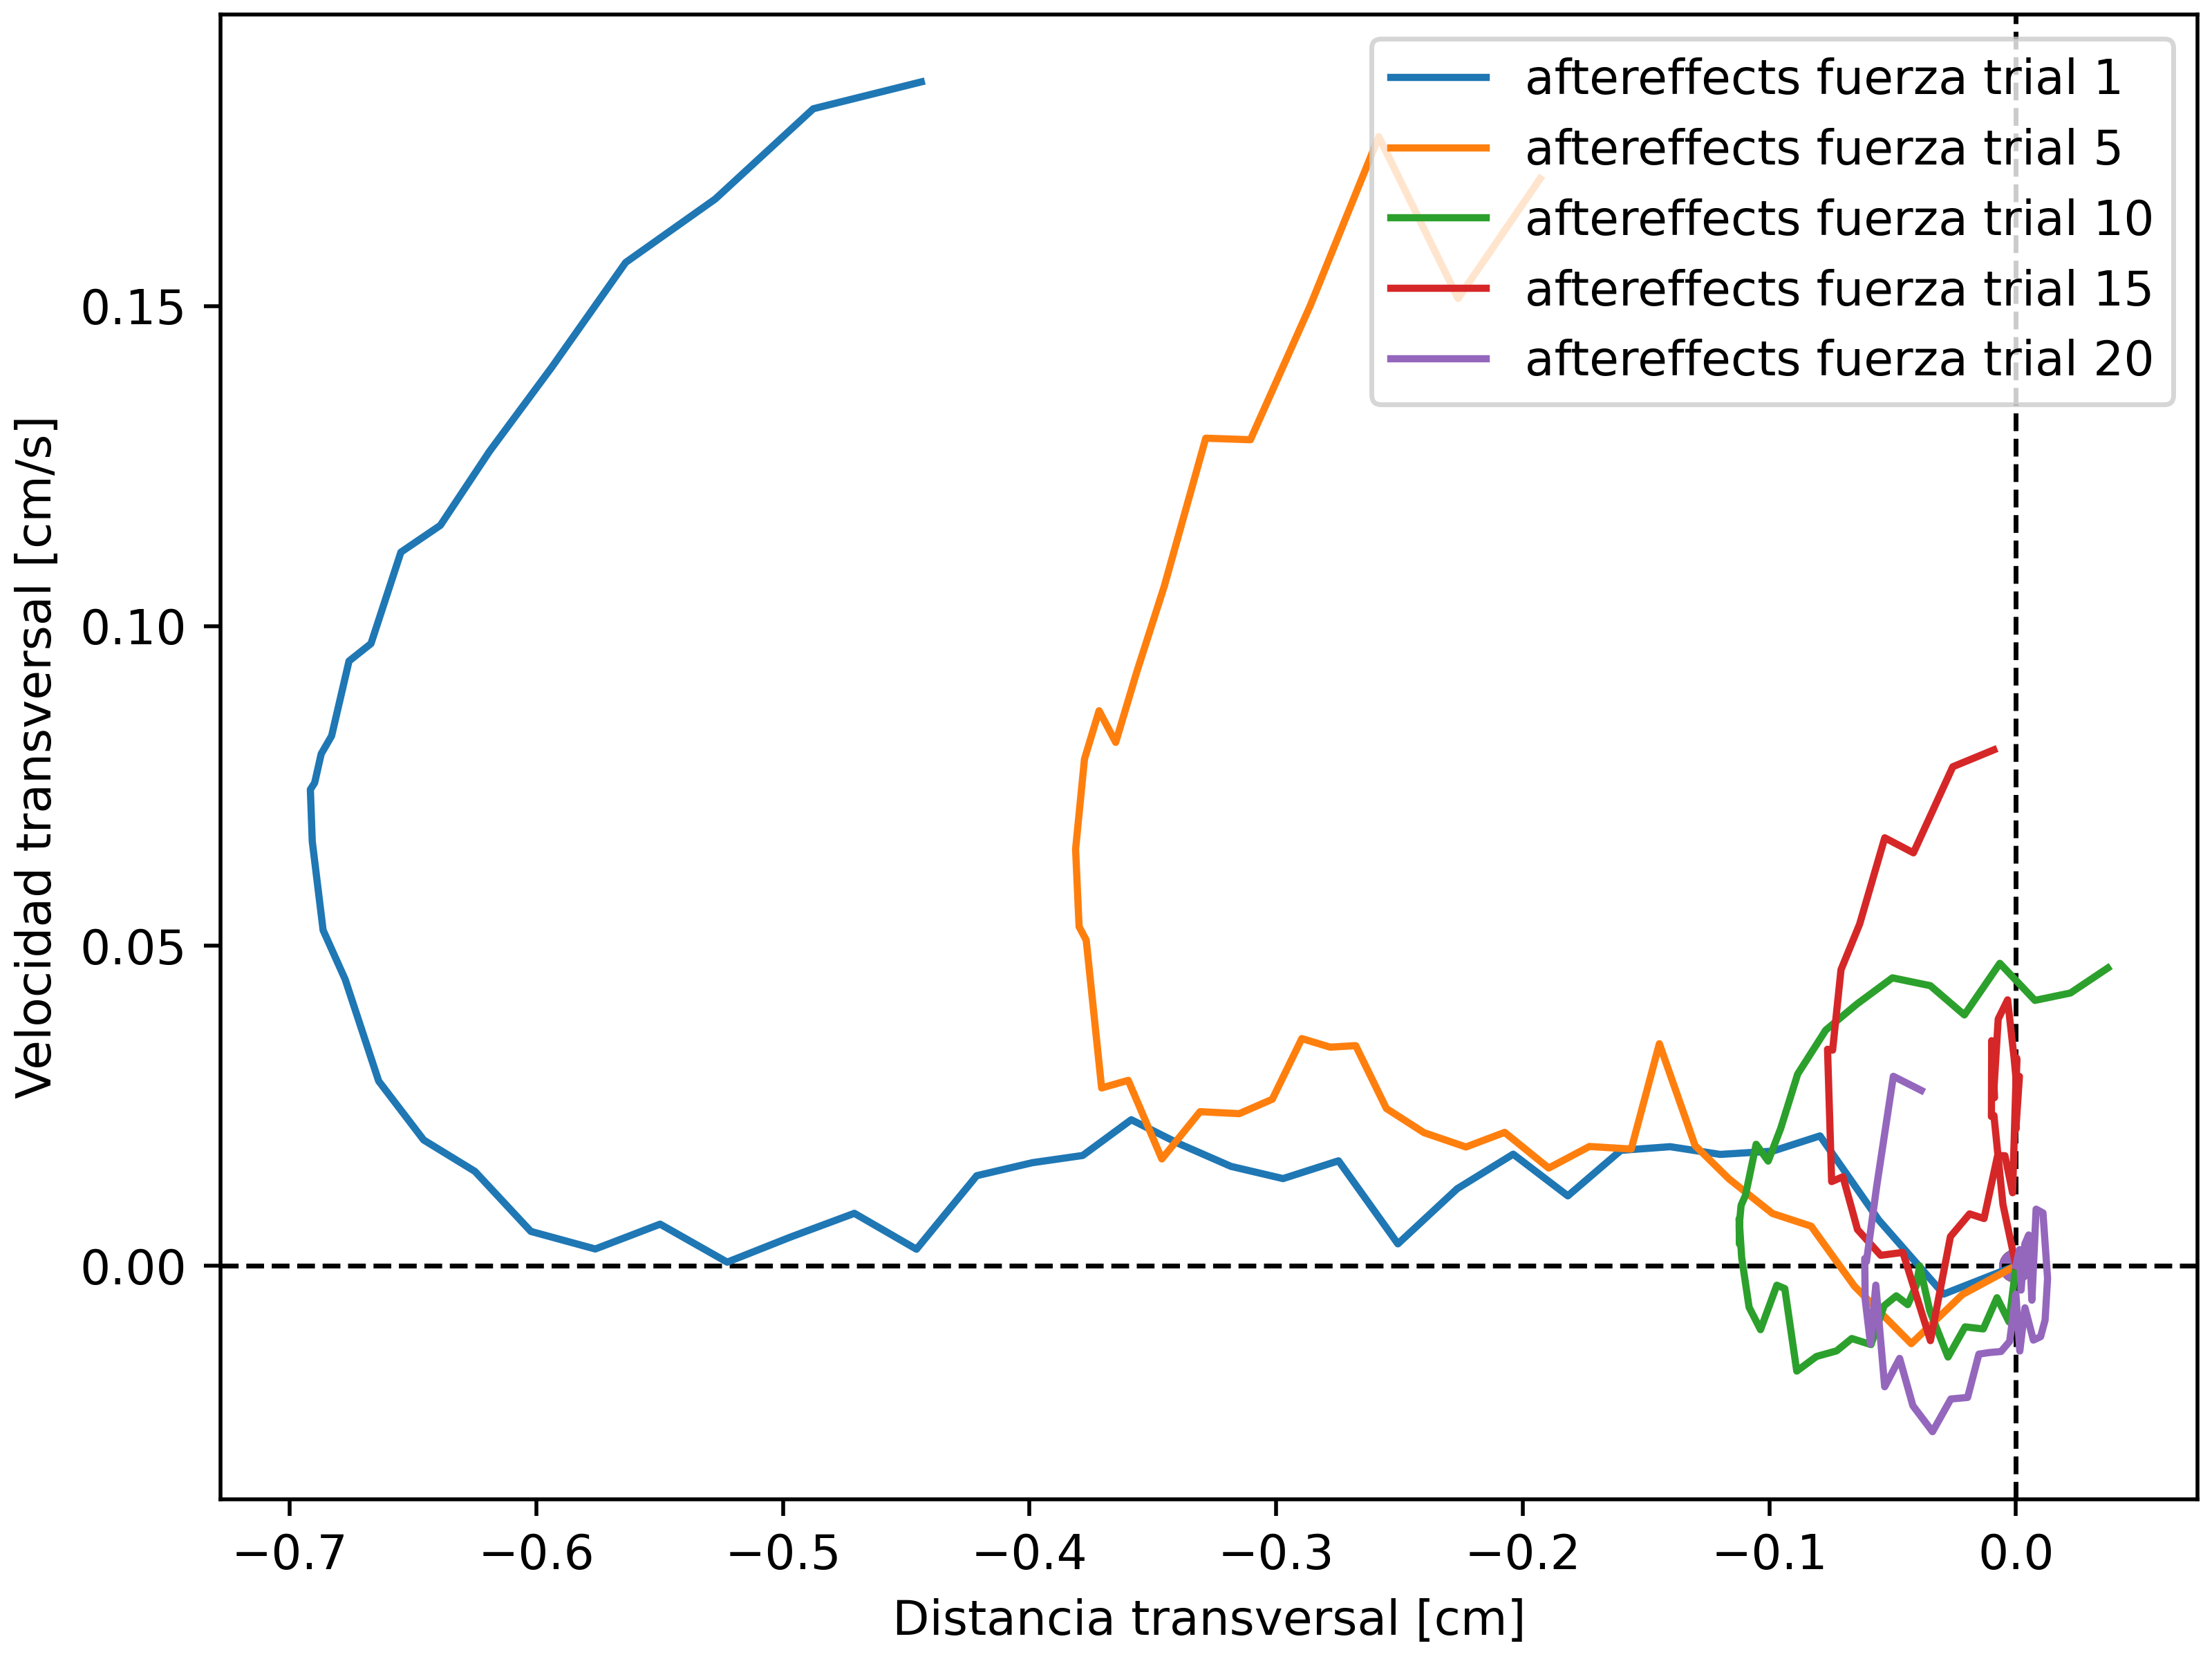 aftereffects fuerza trial 1
aftereffects fuerza trial 5
aftereffects fuerza trial 10
aftereffects fuerza trial 15
aftereffects fuerza trial 20
Velocidad transversal [cm/s]
0.15
0.10
0.05
0.00
−0.7 −0.6 −0.5 −0.4 −0.3 −0.2 −0.1 0.0
Distancia transversal [cm]